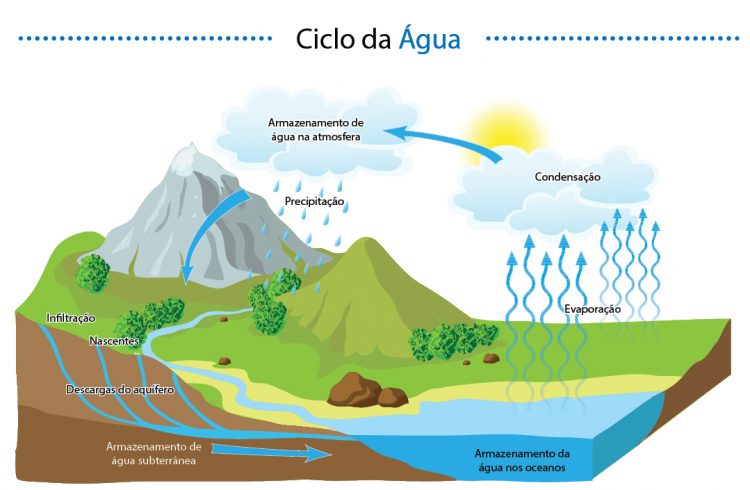 Ciclo da Água
Armazenamento de
água na atmosfera
Condensação
Precipitação
Evaporação
Infiltração
Nascentes
Descargas do aquífero
Armazenamento de
água subterrânea
Armazenamento da
água nos oceanos